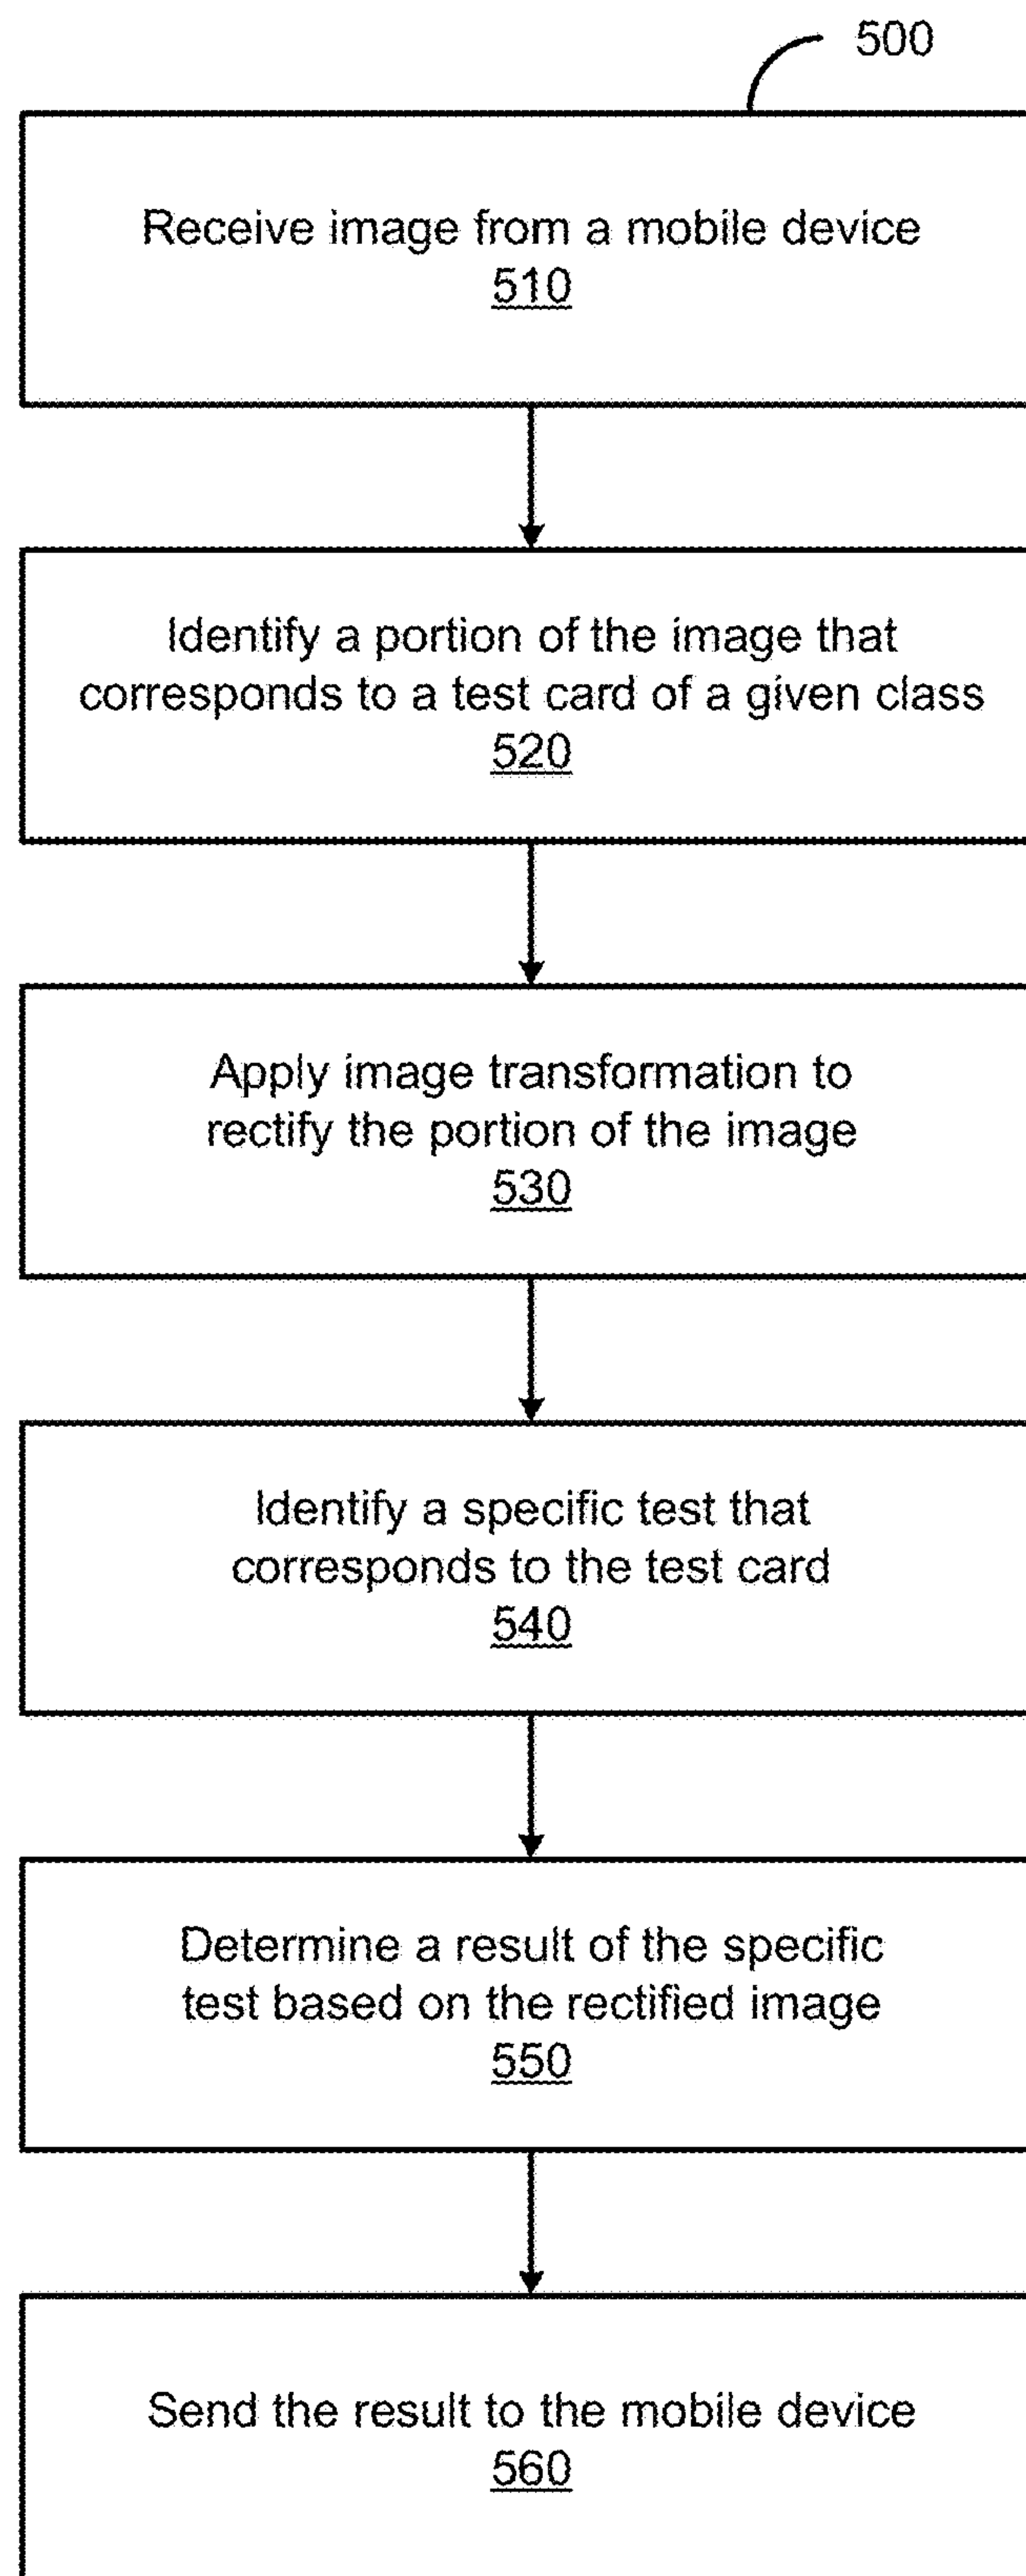 500
Receive image from a mobile device
510
Identify a portion of the image that
corresponds to a test card of a given class
520
Apply image transformation to
rectify the portion of the image
530
Identify a specific test that
corresponds to the test card
540
Determine a result of the specific
test based on the rectified image
550
Send the result to the mobile device
560